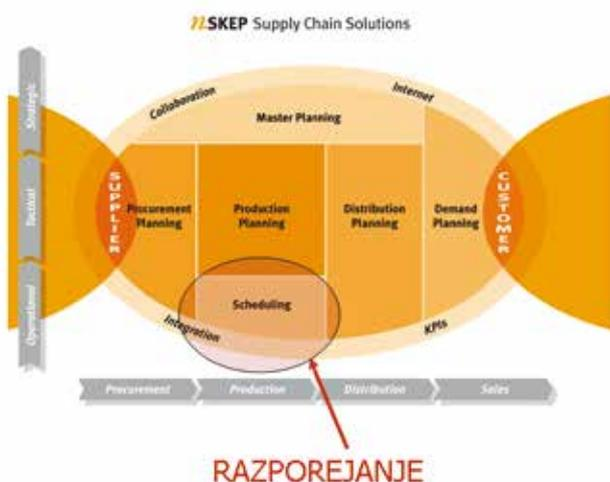 nSKEP Supply Chain Solutions
Strategic
Tactical
Operational
Collaboration
Internet
Master Planning
SUPPLIER
Procurement
Planning
Production
Planning
Distribution
Planning
Demand
Planning
CUSTOMER
Scheduling
Integration
KPIs
Procurement
Production
Distribution
Sales
RAZPOREJANJE